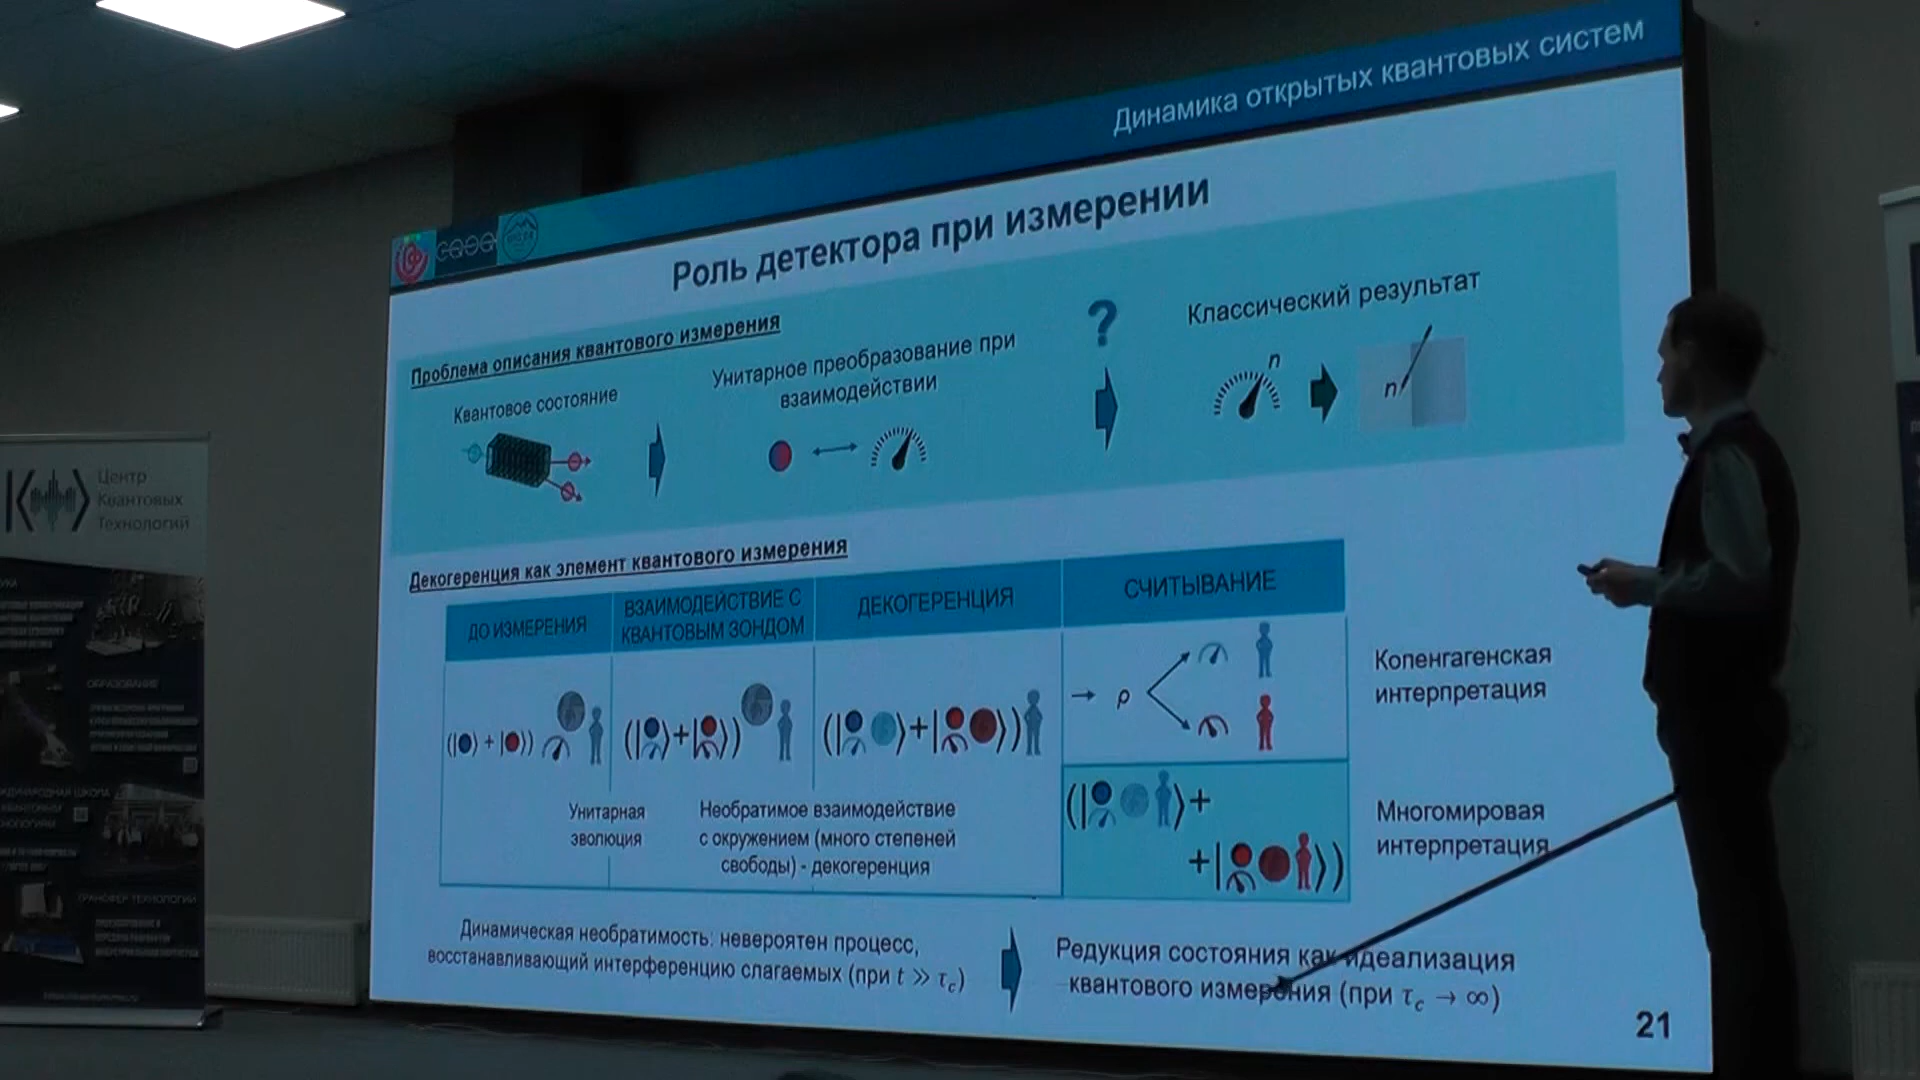 Динамика открытых квантовых систем
Роль детектора при измерении
Проблема описания квантового измерения
Квантовое состояние
Унитарное преобразование при
взаимодействии
?
Классический результат
n
n
Декогеренция как элемент квантового измерения
ДО ИЗМЕРЕНИЯ
ВЗАИМОДЕЙСТВИЕ С
КВАНТОВЫМ ЗОНДОМ
ДЕКОГЕРЕНЦИЯ
СЧИТЫВАНИЕ
ρ
Копенгагенская
интерпретация
Унитарная
эволюция
Необратимое взаимодействие
с окружением (много степеней
свободы) - декогеренция
Многомировая
интерпретация
Динамическая необратимость: невероятен процесс,
восстанавливающий интерференцию слагаемых (при t ≫ τc)
Редукция состояния как идеализация
квантового измерения (при τc → ∞)
21
Центр
Квантовых
Технологий
ОБРАЗОВАНИЕ
ТРАНСФЕР ТЕХНОЛОГИЙ